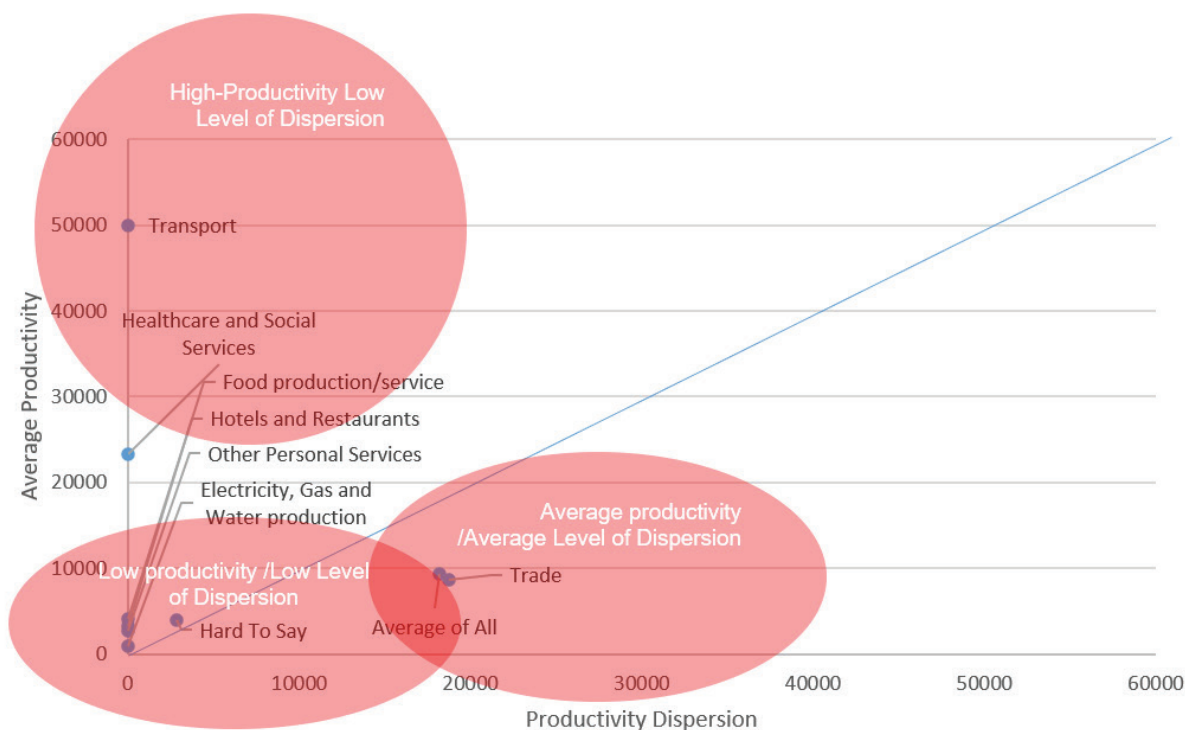 High-Productivity Low
Level of Dispersion
60000
50000
Transport
40000
Healthcare and Social
Services
Food production/service
30000
Hotels and Restaurants
Other Personal Services
20000
Electricity, Gas and
Water production
Average productivity
/Average Level of Dispersion
10000
Low productivity /Low Level
of Dispersion
Trade
Hard To Say
Average of All
0
0
10000
20000
30000
40000
50000
60000
Productivity Dispersion
Average Productivity